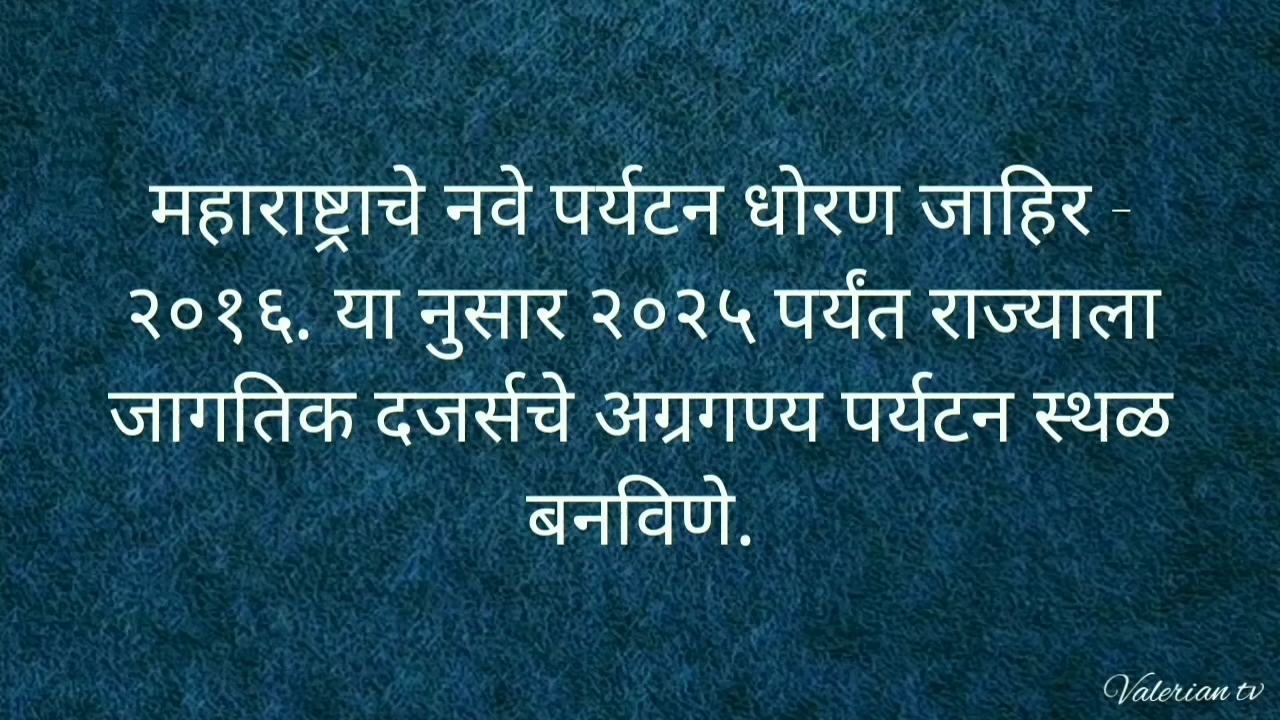 महाराष्ट्राचे नवे पर्यटन धोरण जाहिर -
२०१६. या नुसार २०२५ पर्यंत राज्याला
जागतिक दजर्सचे अग्रगण्य पर्यटन स्थळ
बनविणे.
Valerian tv